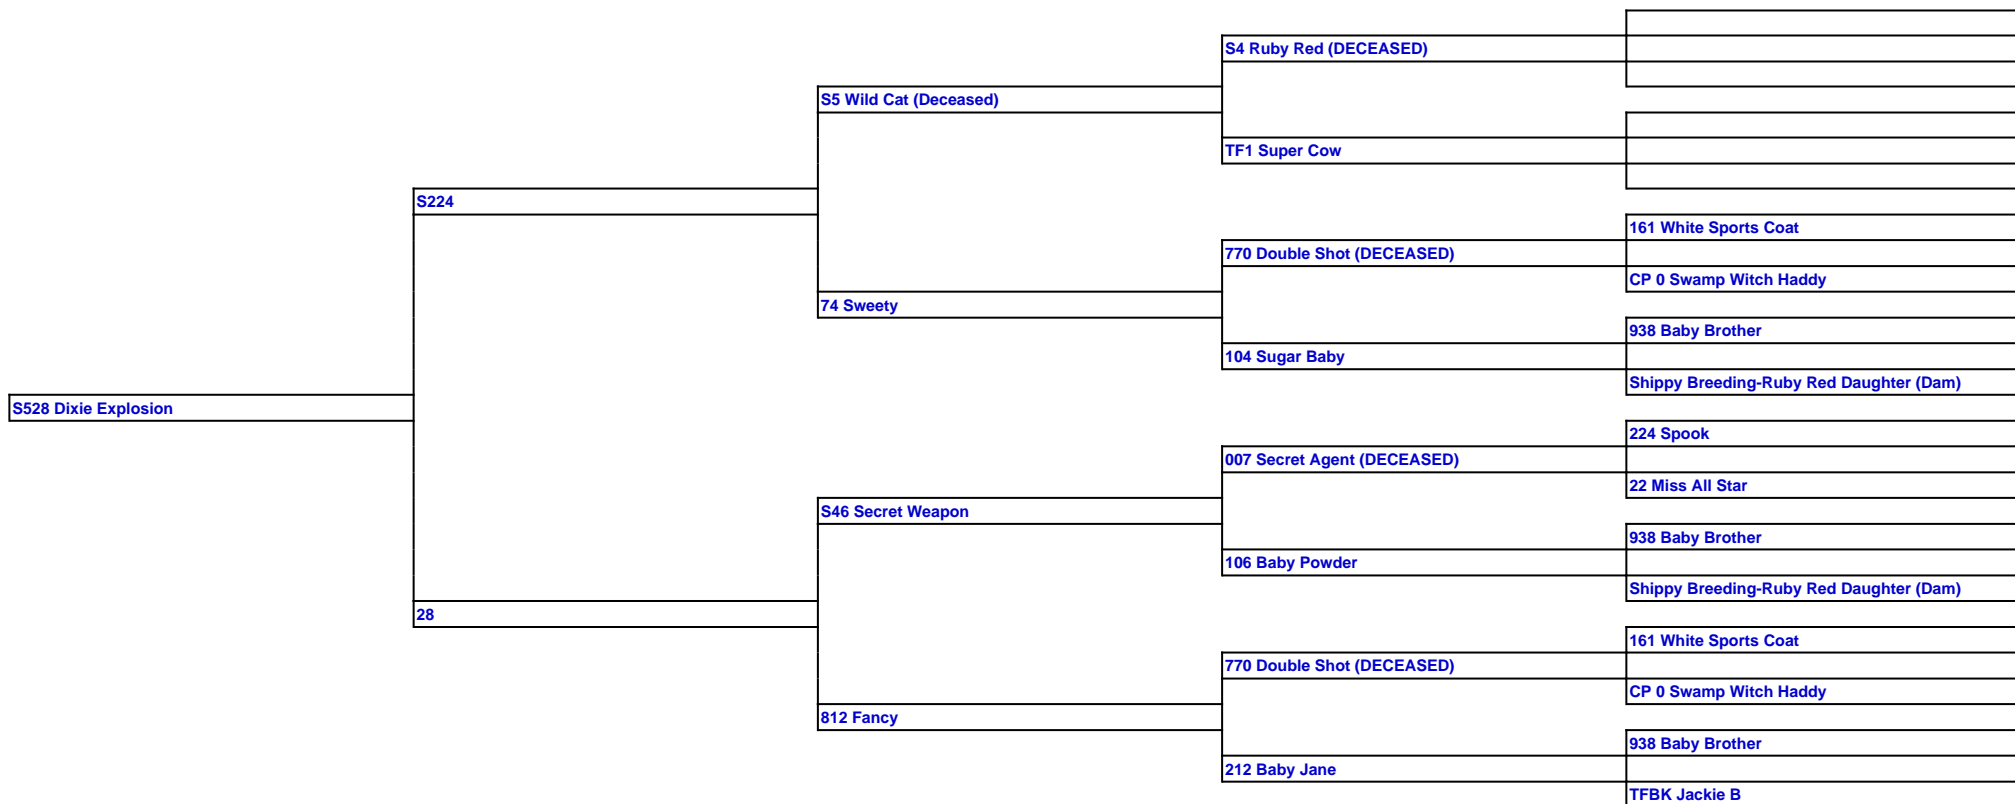 S4 Ruby Red (DECEASED)
S5 Wild Cat (Deceased)
TF1 Super Cow
S224
161 White Sports Coat
770 Double Shot (DECEASED)
CP 0 Swamp Witch Haddy
74 Sweety
938 Baby Brother
104 Sugar Baby
Shippy Breeding-Ruby Red Daughter (Dam)
S528 Dixie Explosion
224 Spook
007 Secret Agent (DECEASED)
22 Miss All Star
S46 Secret Weapon
938 Baby Brother
106 Baby Powder
Shippy Breeding-Ruby Red Daughter (Dam)
28
161 White Sports Coat
770 Double Shot (DECEASED)
CP 0 Swamp Witch Haddy
812 Fancy
938 Baby Brother
212 Baby Jane
TFBK Jackie B